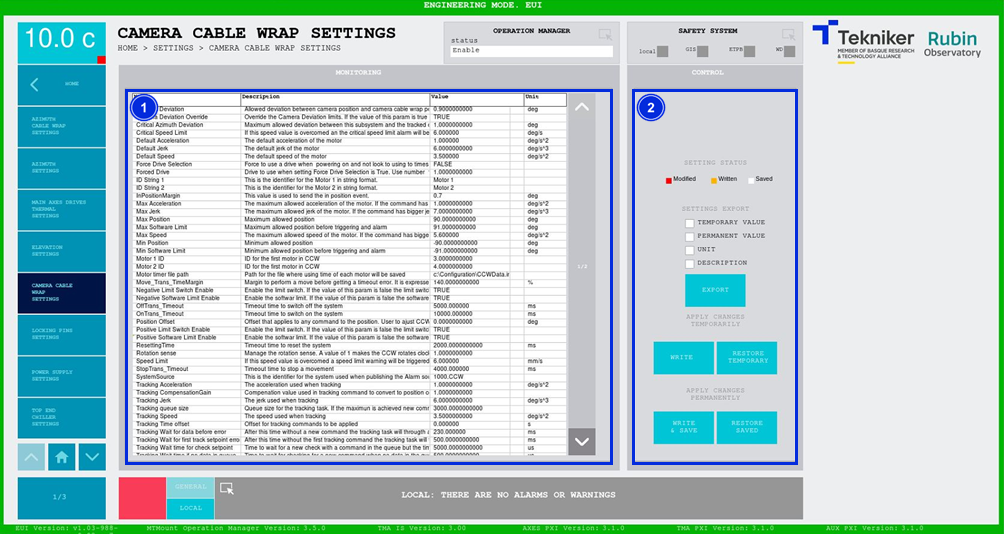 ENGINEERING MODE. EUI
10.0 c
CAMERA CABLE WRAP SETTINGS
HOME > SETTINGS > CAMERA CABLE WRAP SETTINGS
OPERATION MANAGER
status
Enable
SAFETY SYSTEM
local
GIS
ETPB
WD
Tekniker
MEMBER OF BASQUE RESEARCH
& TECHNOLOGY ALLIANCE
Rubin
Observatory
HOME
AZIMUTH
CABLE WRAP
SETTINGS
AZIMUTH
SETTINGS
MAIN AXES DRIVES
THERMAL
SETTINGS
ELEVATION
SETTINGS
CAMERA CABLE
WRAP
SETTINGS
LOCKING PINS
SETTINGS
POWER SUPPLY
SETTINGS
TOP END
CHILLER
SETTINGS
1/3
MONITORING
1
Description Value Unit
Deviation Allowed deviation between camera position and camera cable wrap pc 0.9000000000 deg
Deviation Override Override the Camera Deviation limits. If the value of this param is true TRUE
Critical Azimuth Deviation Maximum allowed deviation between this subsystem and the tracked c 1.0000000000 deg
Critical Speed Limit If this speed value is overcomed an the critical speed limit alarm will be 6.000000 deg/s
Default Acceleration The default acceleration of the motor 1.000000 deg/s^2
Default Jerk The default jerk of the motor 6.0000000000 deg/s^3
Default Speed The default speed of the motor 3.500000 deg/s^2
Force Drive Selection Force to use a drive when powering on and not look to using to times FALSE
Forced Drive Drive to use when setting Force Drive Selection is True. Use number 1.0000000000
ID String 1 This is the identifier for the Motor 1 in string format. Motor 1
ID String 2 This is the identifier for the Motor 2 in string format. Motor 2
InPositionMargin This value is used to send the in position event. 0.7 deg
Max Acceleration The maximum allowed acceleration of the motor, If the command has 1.000000 deg/s^2
Max Jerk The maximum allowed jerk of the motor. If the command has bigger je 7.0000000000 deg/s^3
Max Position Maximum allowed position 90.0000000000 deg
Max Software Limit Maximum allowed position before triggering and alarm 91.0000000000 deg
Max Speed The maximum allowed speed of the motor. If the command has bigge 5.600000 deg/s^2
Min Position Minimum allowed position -90.0000000000 deg
Min Software Limit Minimum allowed position before triggering and alarm -91.0000000000 deg
Motor 1 ID ID for the first motor in CCW 3.0000000000
Motor 2 ID ID for the first motor in CCW 4.0000000000
Motor timer file path Path for the file where using time of each motor will be saved c:\Configuration\CCWData.ir
Move_Trans_TimeMargin Margin to perform a move before getting a timeout error. It is expresse 140.0000000000 %
Negative Limit Switch Enable Enable the limit switch. If the value of this param is false the limit switc TRUE
Negative Software Limit Enable Enable the softwar limit. If the value of this param is false the softwar TRUE
OffTrans_Timeout Timeout time to switch off the system 5000.0000000 ms
OnTrans_Timeout Timeout time to switch on the system 10000.0000000 ms
Position Offset Offset that applies to any command to the position. User to ajust CCW 0.0000000000 deg
Positive Limit Switch Enable Enable the limit switch. If the value of this param is false the limit switc TRUE
Positive Software Limit Enable Enable the softwar limit. If the value of this param is false the softwar TRUE
ResettingTime Timeout time to reset the system 2000.0000000000 ms
Rotation sense Manage the rotation sense. A value of 1 makes the CCW rotates clocl 1.0000000000
Speed Limit If this speed value is overcomed a speed limit warning will be triggered 6.000000 mm/s
StopTrans_Timeout Timeout time to stop a movement 4000.0000000 ms
SystemSource This is the identifier for the system used when publishing the Alarm so 1000.CCW
Tracking Acceleration The acceleration used when tracking 1.0000000000 deg/s^2
Tracking CompensationGain Compensation value used in tracking command to convert to position o 1.0000000000
Tracking Jerk The jerk used when tracking 6.0000000000 deg/s^3
Tracking queue size Queue size for the tracking task. If the maximum is achieved new comr 3000.0000000000
Tracking Speed The speed used when tracking 3.5000000000 deg/s^2
Tracking Time offset Offset for tracking commands to be applied 0.000000 s
Tracking Wait for data before error After this time without a new command the tracking task will through a 230.000000 ms
Tracking Wait for first track setpoint erro After this time without the first tracking command the tracking task will 500.0000000000 ms
Tracking Wait time for check setpoint Time to wait for a new check with a command in the queue but the tim 5000.0000000000 us
1/3
CONTROL
2
SETTING STATUS
Modified
Written
Saved
SETTINGS EXPORT
TEMPORARY VALUE
PERMANENT VALUE
UNIT
DESCRIPTION
EXPORT
APPLY CHANGES
TEMPORARILY
WRITE
RESTORE
TEMPORARY
APPLY CHANGES
PERMANENTLY
WRITE
& SAVE
RESTORE
SAVED
GENERAL
LOCAL
LOCAL: THERE ARE NO ALARMS OR WARNINGS
EUI Version: v1.03-988-
MTMount Operation Manager Version: 3.5.0
TMA IS Version: 3.00
AXES PXI Version: 3.1.0
TMA PXI Version: 3.1.0
AUX PXI Version: 3.1.0